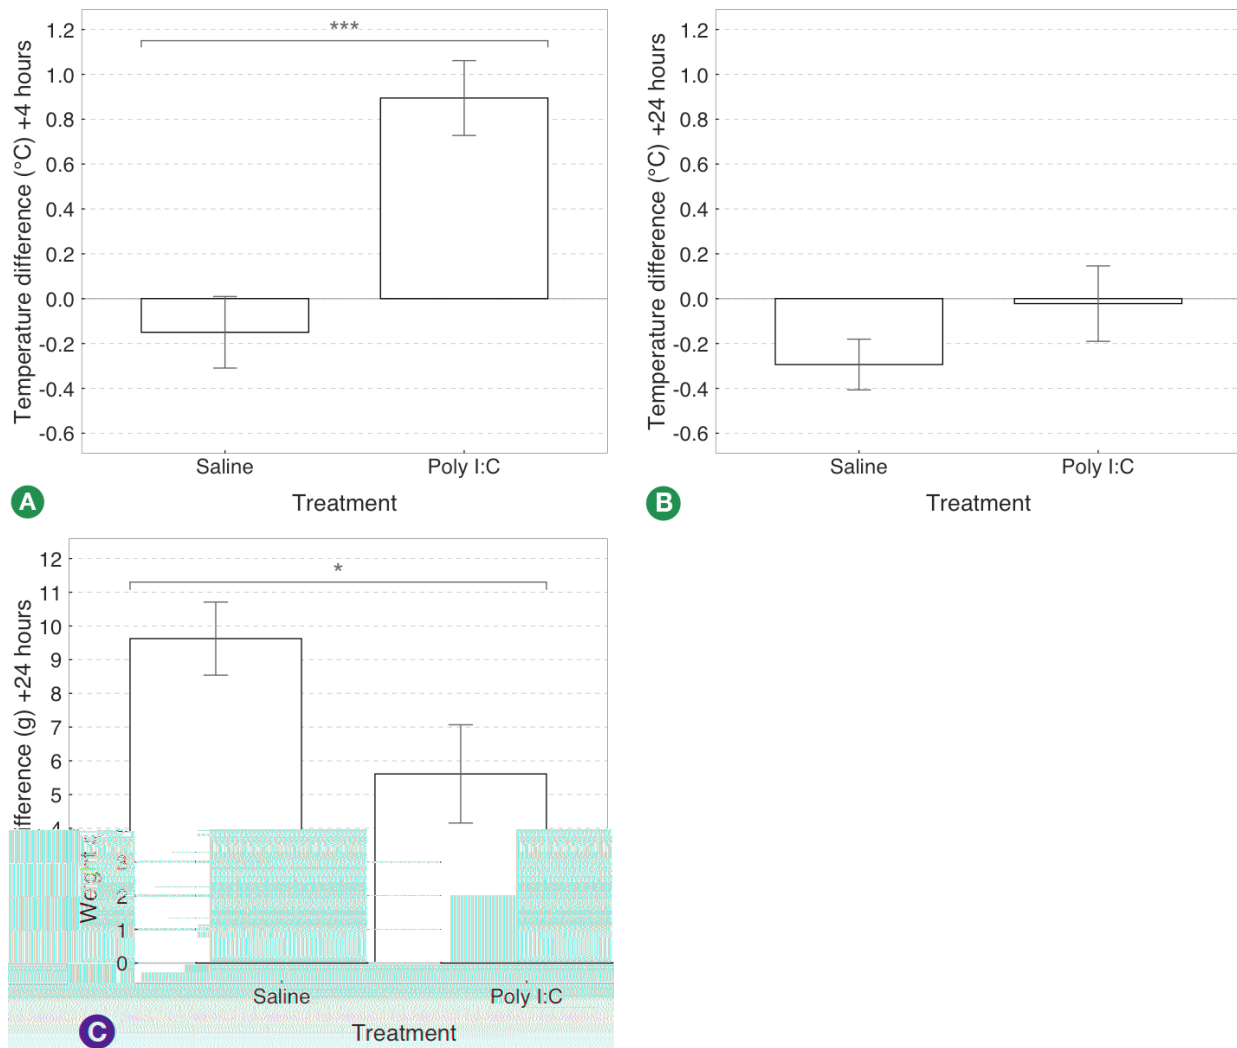 Temperature difference (°C) +4 hours
1.2
1.0
0.8
0.6
0.4
0.2
0.0
-0.2
-0.4
-0.6
***
Saline
Poly I:C
Treatment
A
Temperature difference (°C) +24 hours
1.2
1.0
0.8
0.6
0.4
0.2
0.0
-0.2
-0.4
-0.6
Saline
Poly I:C
Treatment
B
Weight
ifference (g) +24 hours
12
11
10
9
8
7
6
5
4
3
2
1
0
*
Saline
Poly I:C
Treatment
C